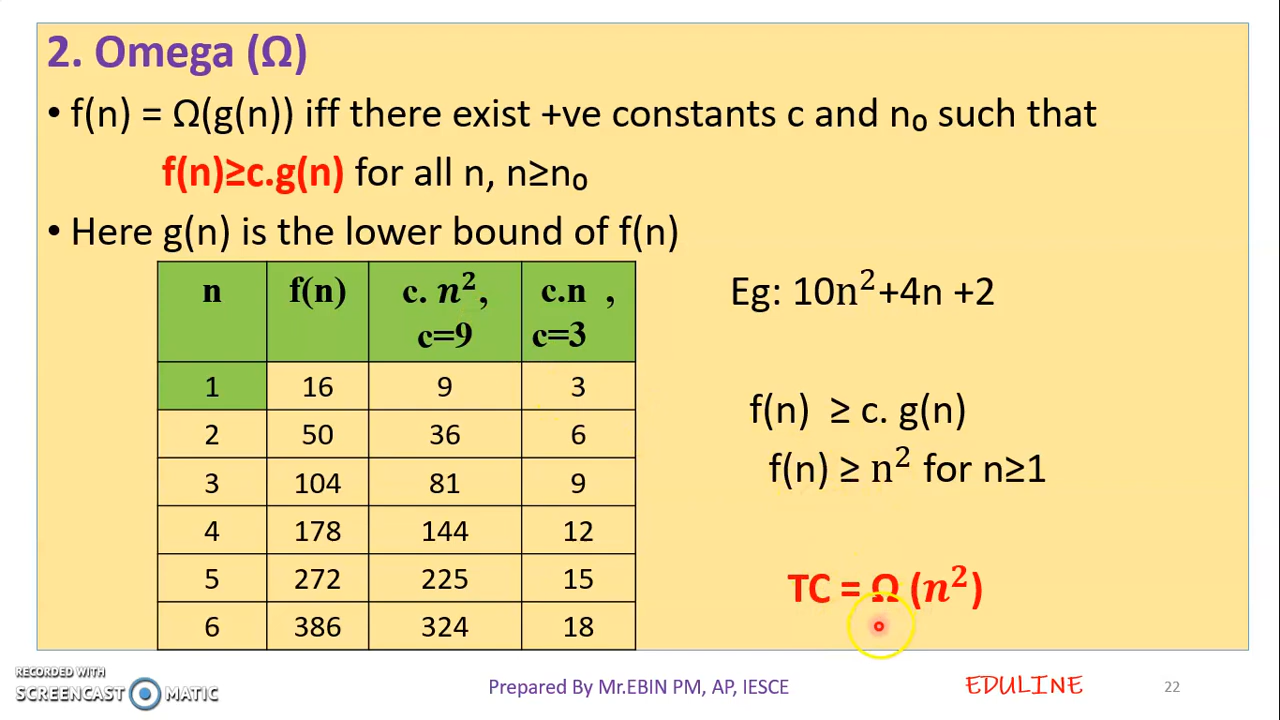 2. Omega (Ω)
• f(n) = Ω(g(n)) iff there exist +ve constants c and n₀ such that
f(n)≥c.g(n) for all n, n≥n₀
• Here g(n) is the lower bound of f(n)
n f(n) c. n², c.n ,
c=9 c=3
1 16 9 3
2 50 36 6
3 104 81 9
4 178 144 12
5 272 225 15
6 386 324 18
Eg: 10n²+4n +2
f(n) ≥ c. g(n)
f(n) ≥ n² for n≥1
TC = Ω (n²)
RECORDED WITH
SCREENCAST MATIC
Prepared By Mr.EBIN PM, AP, IESCE
EDULINE
22